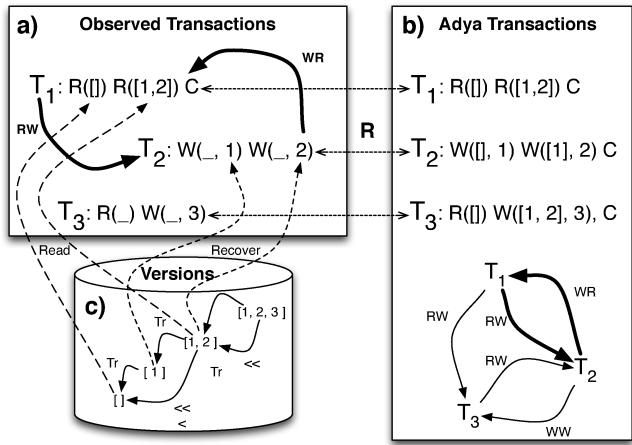 a) Observed Transactions
WR
T1: R([]) R([1,2]) C
RW
T2: W(_, 1) W(_, 2)
T3: R(_) W(_, 3)
R
Read
Recover
Versions
c)
[1, 2, 3 ]
Tr
[1, 2 ]
Tr
[ 1 ]
Tr
<<
[ ]
<<
<
b) Adya Transactions
T1: R([]) R([1,2]) C
T2: W([], 1) W([1], 2) C
T3: R([]) W([1, 2], 3), C
T1
WR
RW
RW
RW
T2
T3
WW